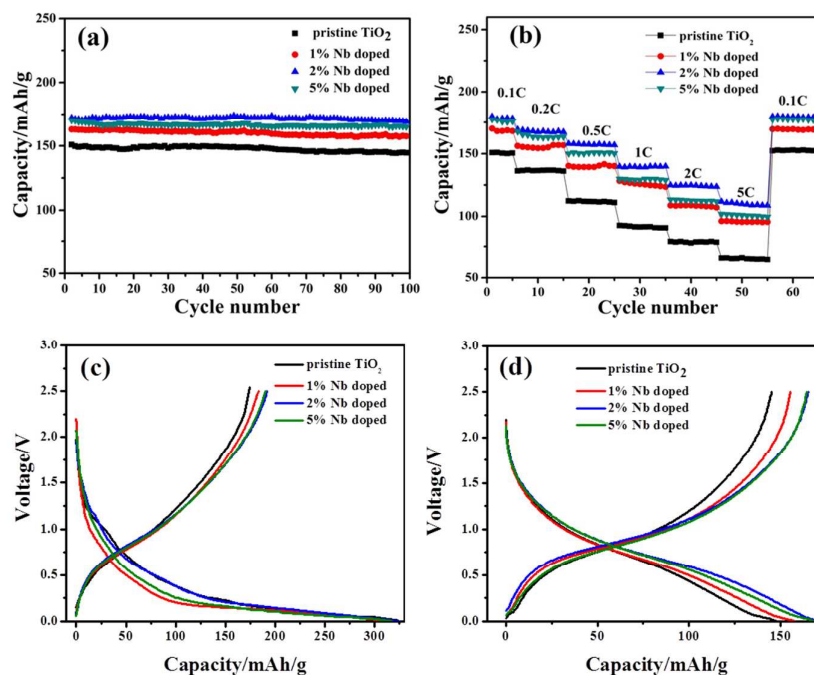 (a)
pristine TiO2
1% Nb doped
2% Nb doped
5% Nb doped
Capacity/mAh/g
250
200
150
100
50
0 10 20 30 40 50 60 70 80 90 100
Cycle number
(b)
pristine TiO2
1% Nb doped
2% Nb doped
5% Nb doped
0.1C 0.2C 0.5C 1C 2C 5C 0.1C
Capacity/mAh/g
250
200
150
100
50
0 10 20 30 40 50 60
Cycle number
(c)
pristine TiO2
1% Nb doped
2% Nb doped
5% Nb doped
Voltage/V
3.0
2.5
2.0
1.5
1.0
0.5
0.0
0 50 100 150 200 250 300
Capacity/mAh/g
(d)
pristine TiO2
1% Nb doped
2% Nb doped
5% Nb doped
Voltage/V
3.0
2.5
2.0
1.5
1.0
0.5
0.0
0 50 100 150
Capacity/mAh/g